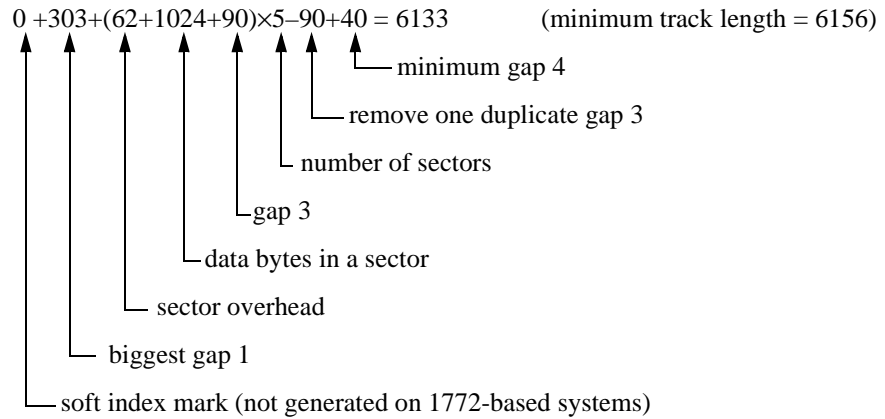 0 +303+(62+1024+90)×5–90+40 = 6133 (minimum track length = 6156)
minimum gap 4
remove one duplicate gap 3
number of sectors
gap 3
data bytes in a sector
sector overhead
biggest gap 1
soft index mark (not generated on 1772-based systems)